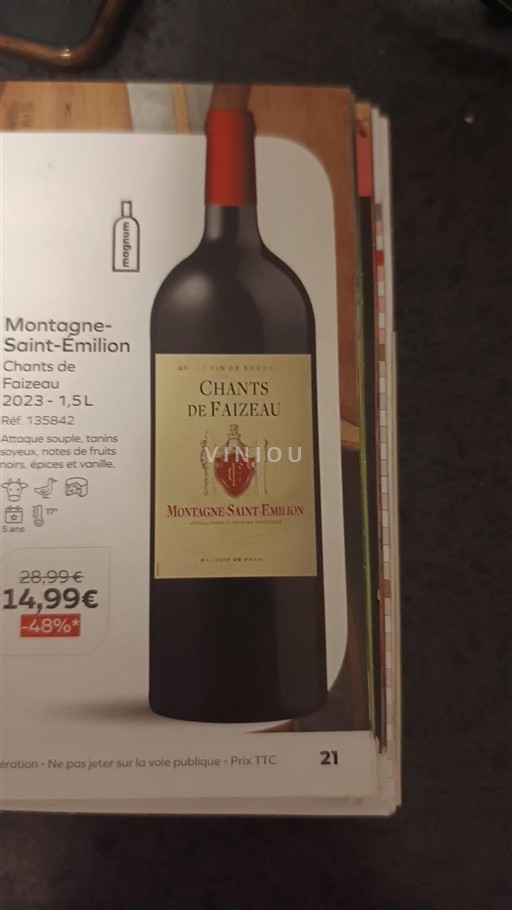 magnum
Montagne-
Saint-Émilion
Chants de
Faizeau
2023 - 1,5L
Réf. 135842
Attaque souple, tanins
soyeux, notes de fruits
noirs, épices et vanille.
17°
5 ans
28,99€
14,99€
-48%*
VIN DE
CHANTS
DE FAIZEAU
VINIOU
MONTAGNE-SAINT-EMILION
ération - Ne pas jeter sur la voie publique - Prix TTC
21